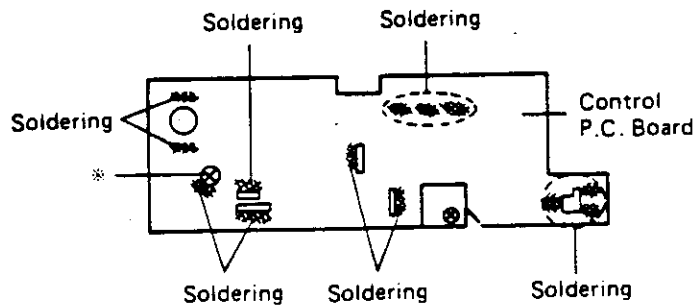 Soldering
Soldering
Soldering
Control
P.C. Board
※
Soldering
Soldering
Soldering